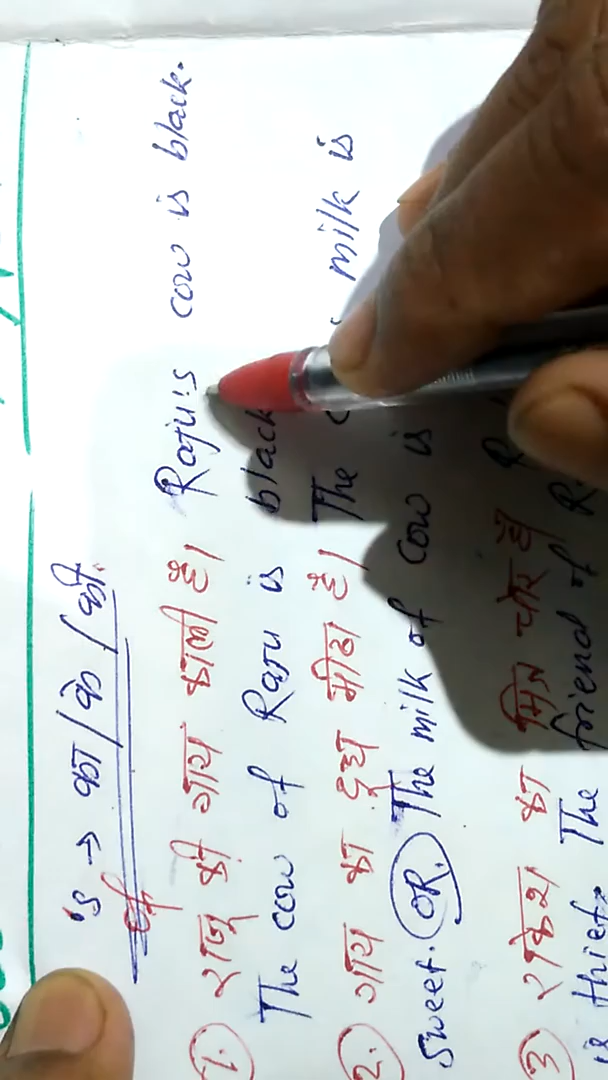 's → का / के / की
1. राजू की गाय काली है। Raju's cow is black.
The cow of Raju is black
2. गाय का दूध मीठा है। The milk is
sweet. OR. The milk of cow is
3 राकेश का मित्र चोर है
is thief. The friend of